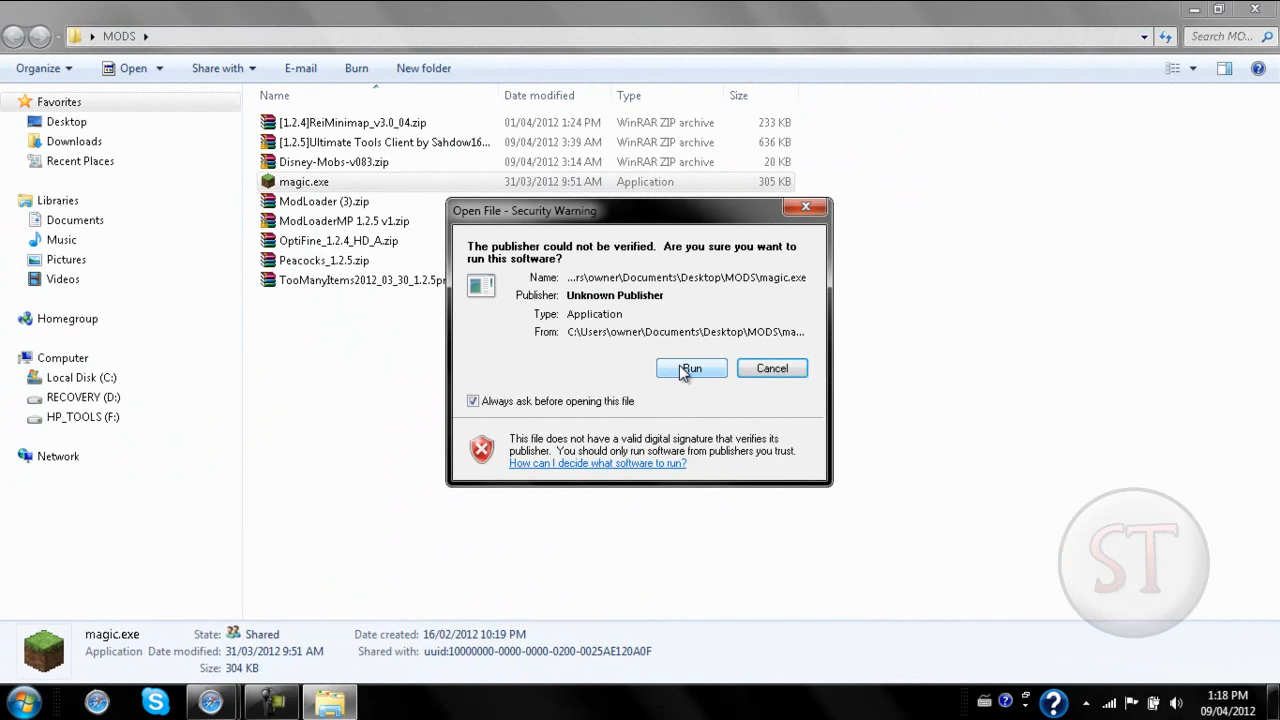 MODS
Search MO...
Organize
Open
Share with
E-mail
Burn
New folder
Name
Date modified
Type
Size
Favorites
Desktop
Downloads
Recent Places
Libraries
Documents
Music
Pictures
Videos
Homegroup
Computer
Local Disk (C:)
RECOVERY (D:)
HP_TOOLS (F:)
Network
[1.2.4]ReiMinimap_v3.0_04.zip 01/04/2012 1:24 PM WinRAR ZIP archive 233 KB
[1.2.5]Ultimate Tools Client by Sahdow16... 09/04/2012 3:39 AM WinRAR ZIP archive 636 KB
Disney-Mobs-v083.zip 09/04/2012 3:14 AM WinRAR ZIP archive 20 KB
magic.exe 31/03/2012 9:51 AM Application 305 KB
ModLoader (3).zip
ModLoaderMP 1.2.5 v1.zip
OptiFine_1.2.4_HD_A.zip
Peacocks_1.2.5.zip
TooManyItems2012_03_30_1.2.5pr
Open File - Security Warning
The publisher could not be verified. Are you sure you want to
run this software?
Name: ...rs\owner\Documents\Desktop\MODS\magic.exe
Publisher: Unknown Publisher
Type: Application
From: C:\Users\owner\Documents\Desktop\MODS\ma...
Run
Cancel
Always ask before opening this file
This file does not have a valid digital signature that verifies its
publisher. You should only run software from publishers you trust.
How can I decide what software to run?
ST
magic.exe State: Shared Date created: 16/02/2012 10:19 PM
Application Date modified: 31/03/2012 9:51 AM Shared with: uuid:10000000-0000-0000-0200-0025AE120A0F
Size: 304 KB
1:18 PM
09/04/2012